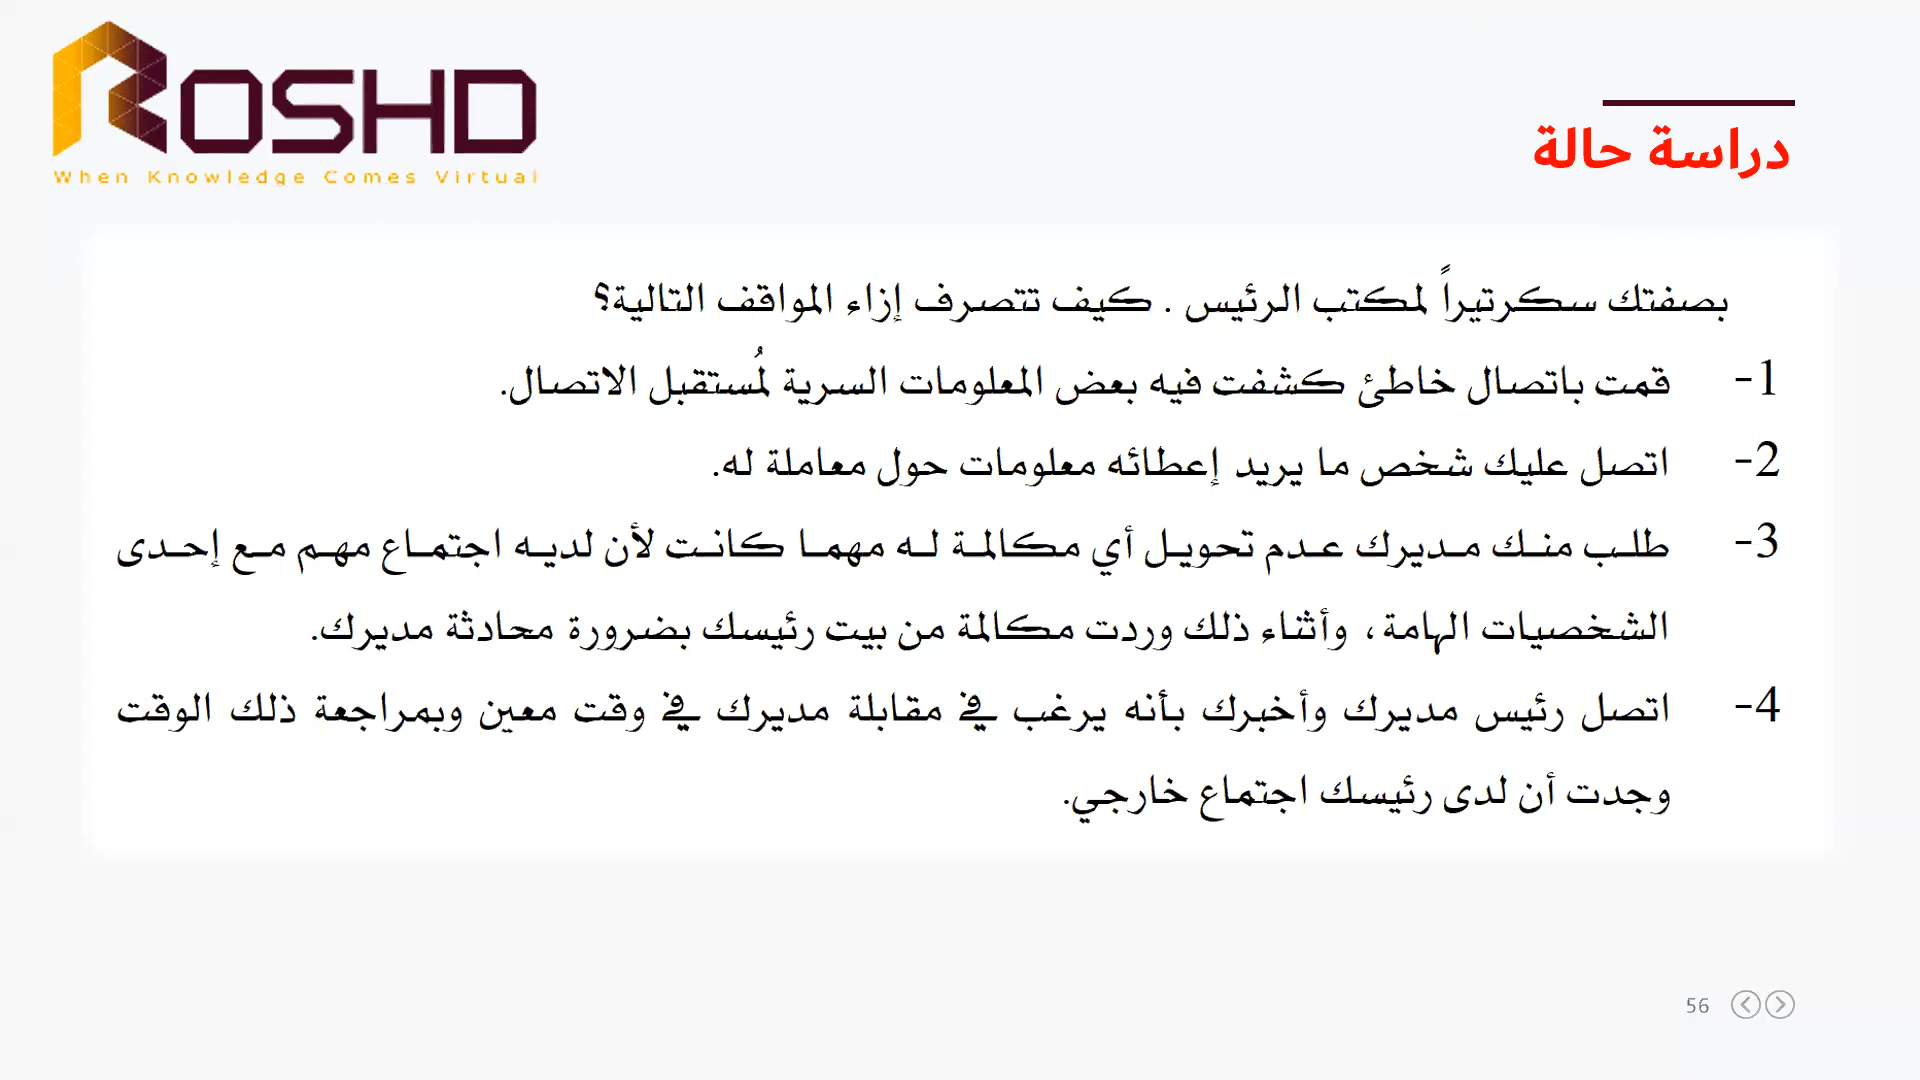 ROSHD
When Knowledge Comes Virtual
دراسة حالة
بصفتك سكرتيراً لمكتب الرئيس . كيف تتصرف إزاء المواقف التالية؟
1- قمت باتصال خاطئ كشفت فيه بعض المعلومات السرية لمُستقبل الاتصال.
2- اتصل عليك شخص ما يريد إعطائه معلومات حول معاملة له.
3- طلب منك مديرك عدم تحويل أي مكالمة له مهما كانت لأن لديه اجتماع مهم مع إحدى
الشخصيات الهامة، وأثناء ذلك وردت مكالمة من بيت رئيسك بضرورة محادثة مديرك.
4- اتصل رئيس مديرك وأخبرك بأنه يرغب في مقابلة مديرك في وقت معين وبمراجعة ذلك الوقت
وجدت أن لدى رئيسك اجتماع خارجي.
56